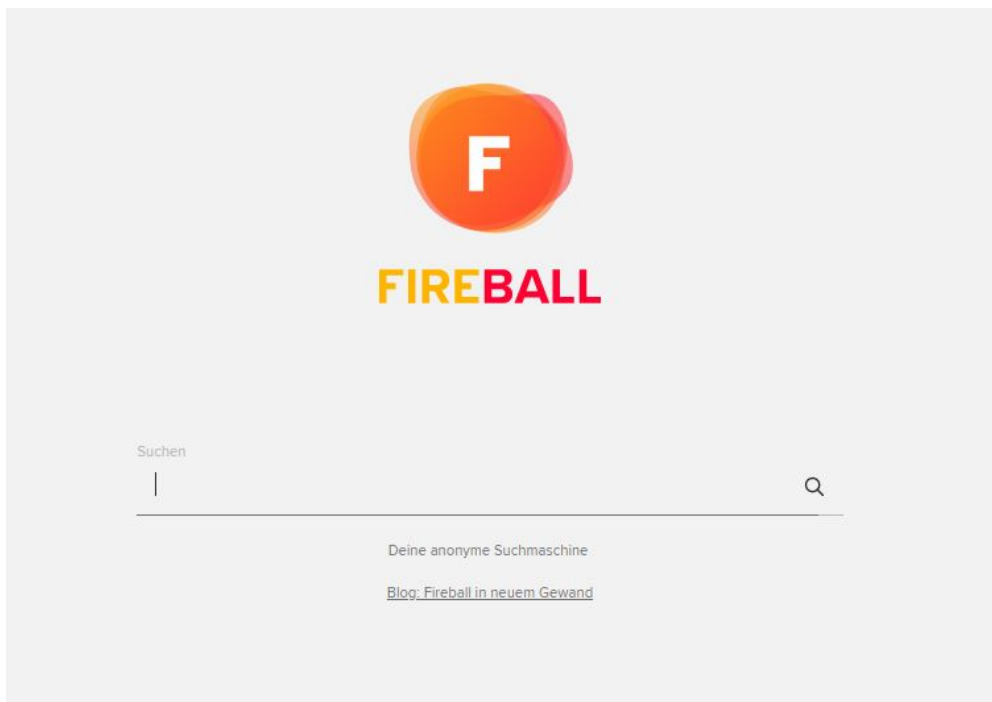 F
FIREBALL
Suchen
Deine anonyme Suchmaschine
Blog: Fireball in neuem Gewand